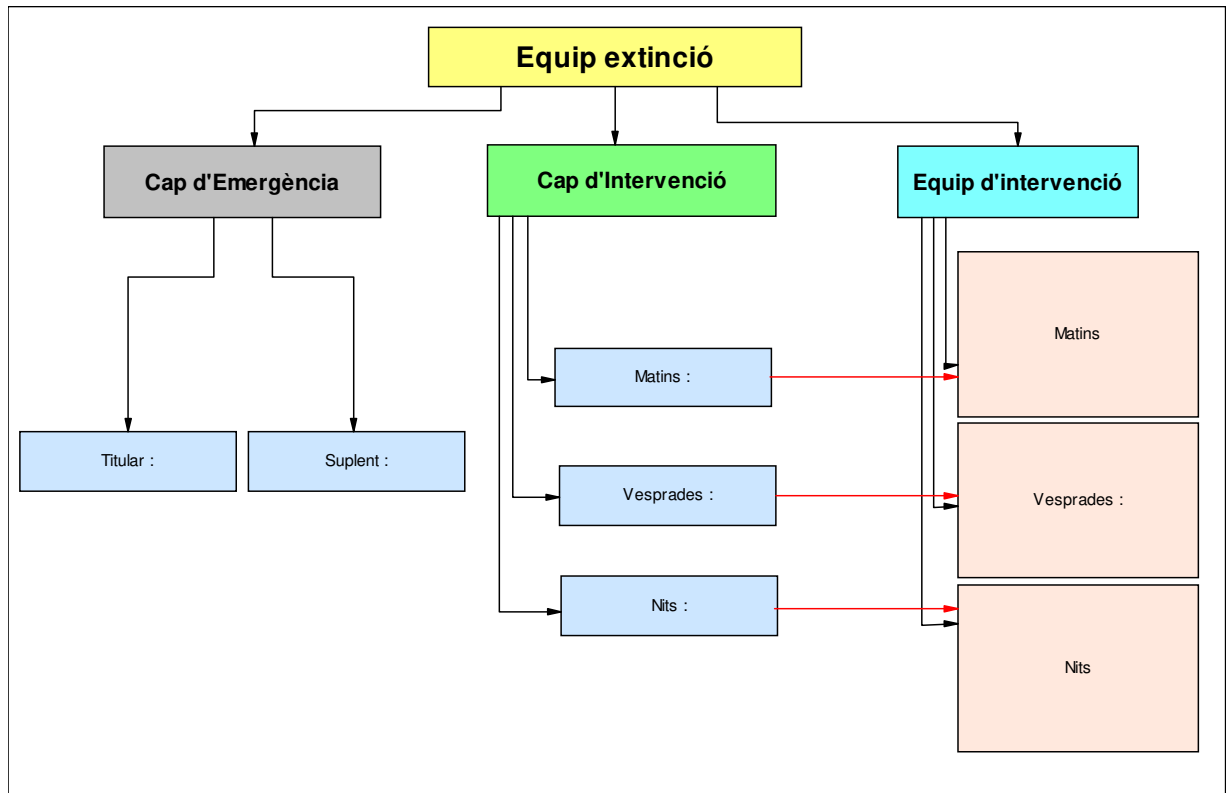 Equip extinció
Cap d'Emergència
Cap d'Intervenció
Equip d'intervenció
Matins
Matins :
Titular :
Suplent :
Vesprades :
Vesprades :
Nits :
Nits